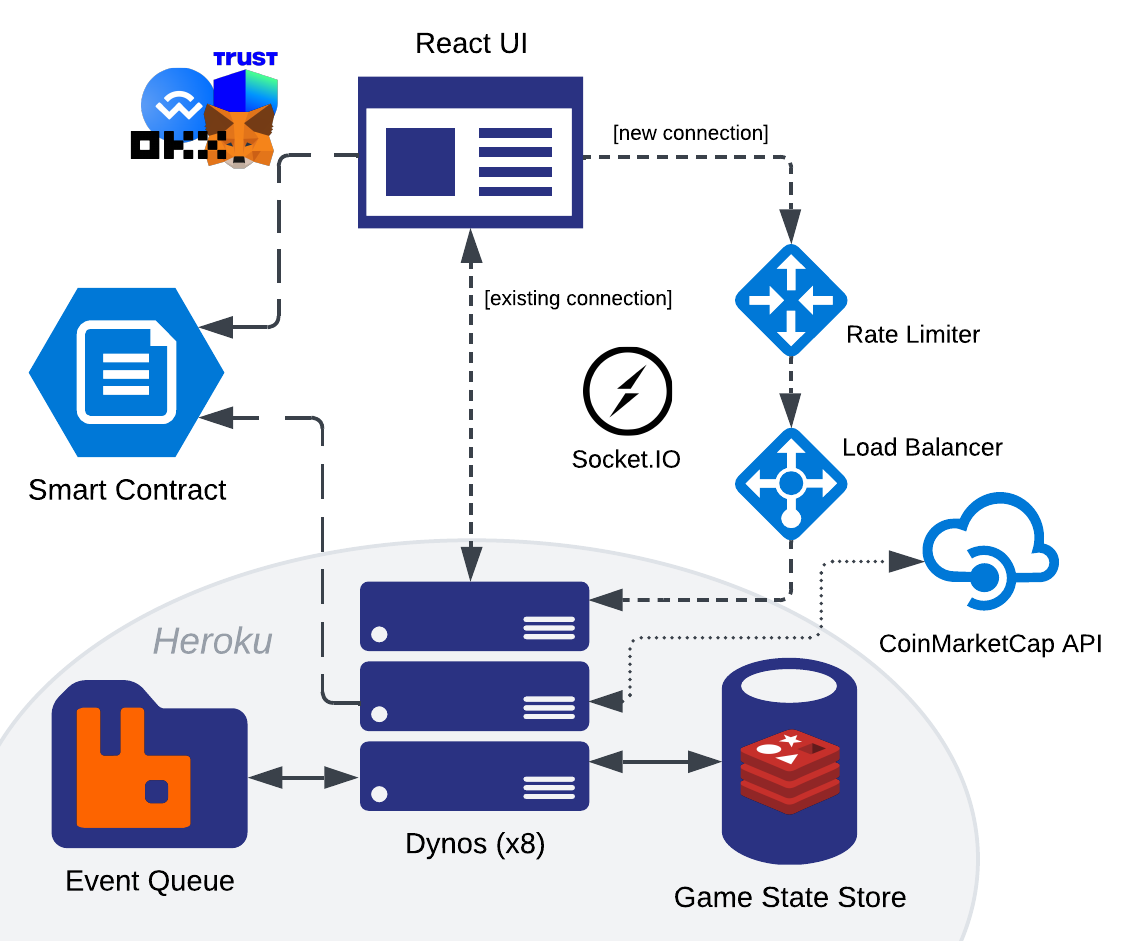 React UI
TRUST
OKX
[new connection]
[existing connection]
Rate Limiter
Socket.IO
Load Balancer
Smart Contract
Heroku
CoinMarketCap API
Dynos (x8)
Event Queue
Game State Store